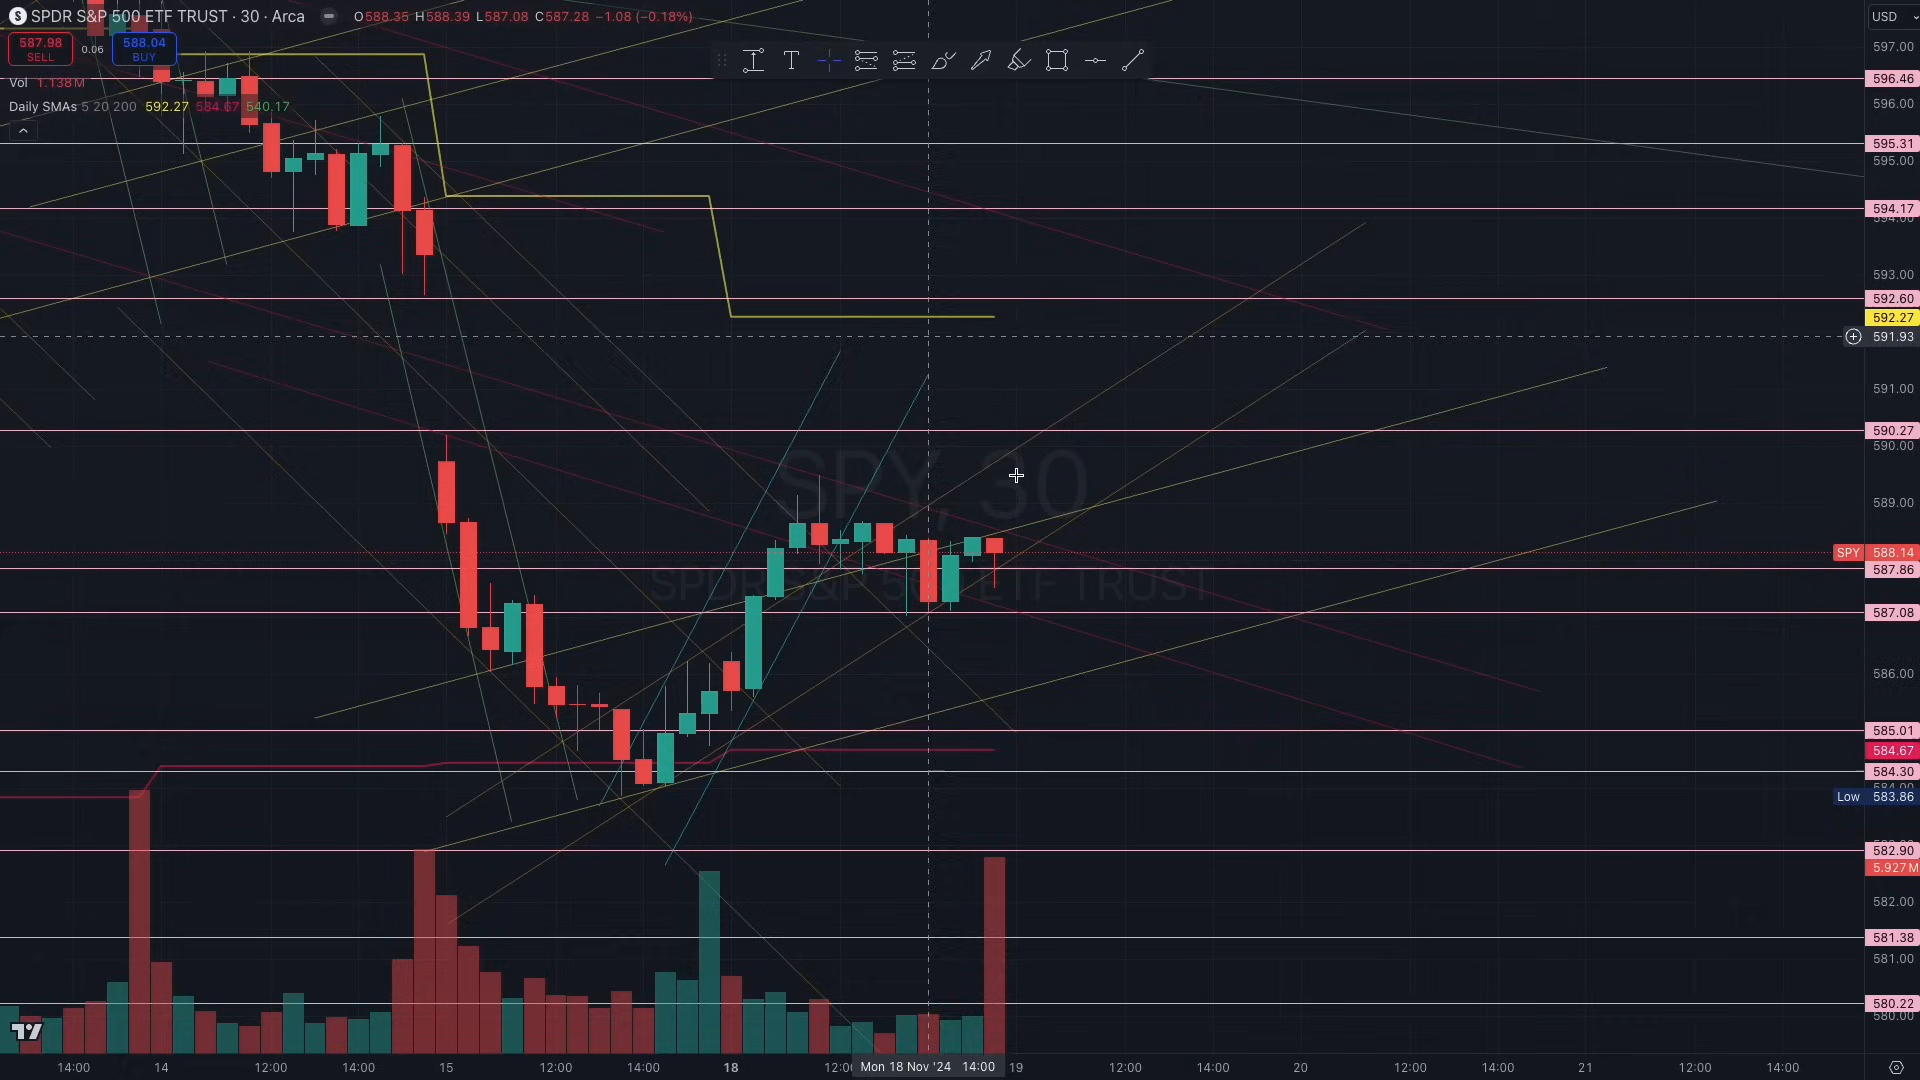 SPDR S&P 500 ETF TRUST · 30 · Arca O588.35 H588.39 L587.08 C587.28 −1.08 (−0.18%)
587.98 SELL 0.06 588.04 BUY
Vol 1.138M
Daily SMAs 5 20 200 592.27 584.67 540.17
T
SPY, 30
SPDR S&P 500 ETF TRUST
USD
597.00
596.46
596.00
595.31
595.00
594.17
594.00
593.00
592.60
592.27
591.93
591.00
590.27
590.00
589.00
SPY 588.14
587.86
587.08
586.00
585.01
584.67
584.30
584.00
Low 583.86
582.90
5.927M
582.00
581.38
581.00
580.22
580.00
14:00 14 12:00 14:00 15 12:00 14:00 18 Mon 18 Nov '24 14:00 19 12:00 14:00 20 12:00 14:00 21 12:00 14:00